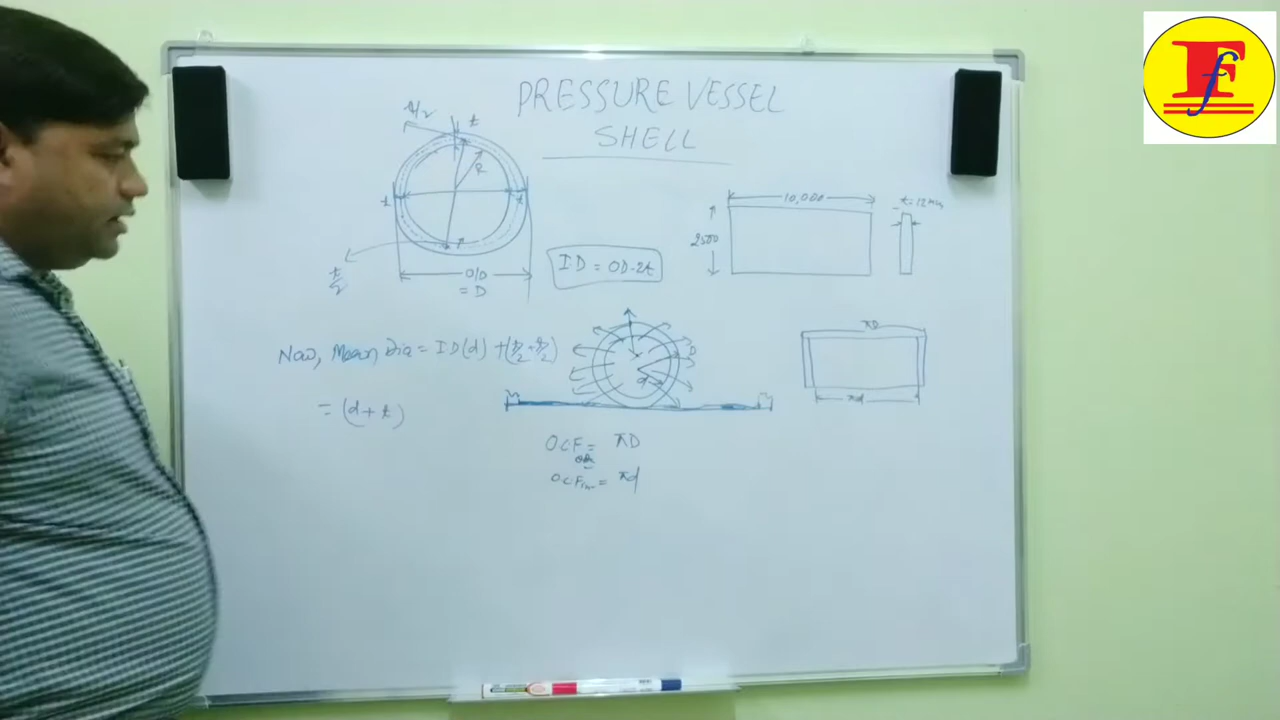 PRESSURE VESSEL
SHELL
t/2
t
R
t
t
t/2
O/D
= D
ID = OD-2t
10,000
2500
t=12mm
Now, Mean Dia = ID(d) + (t/2 + t/2)
= (d + t)
D
d
πD
πd
OCF = πD
OCFin = πd
F
f